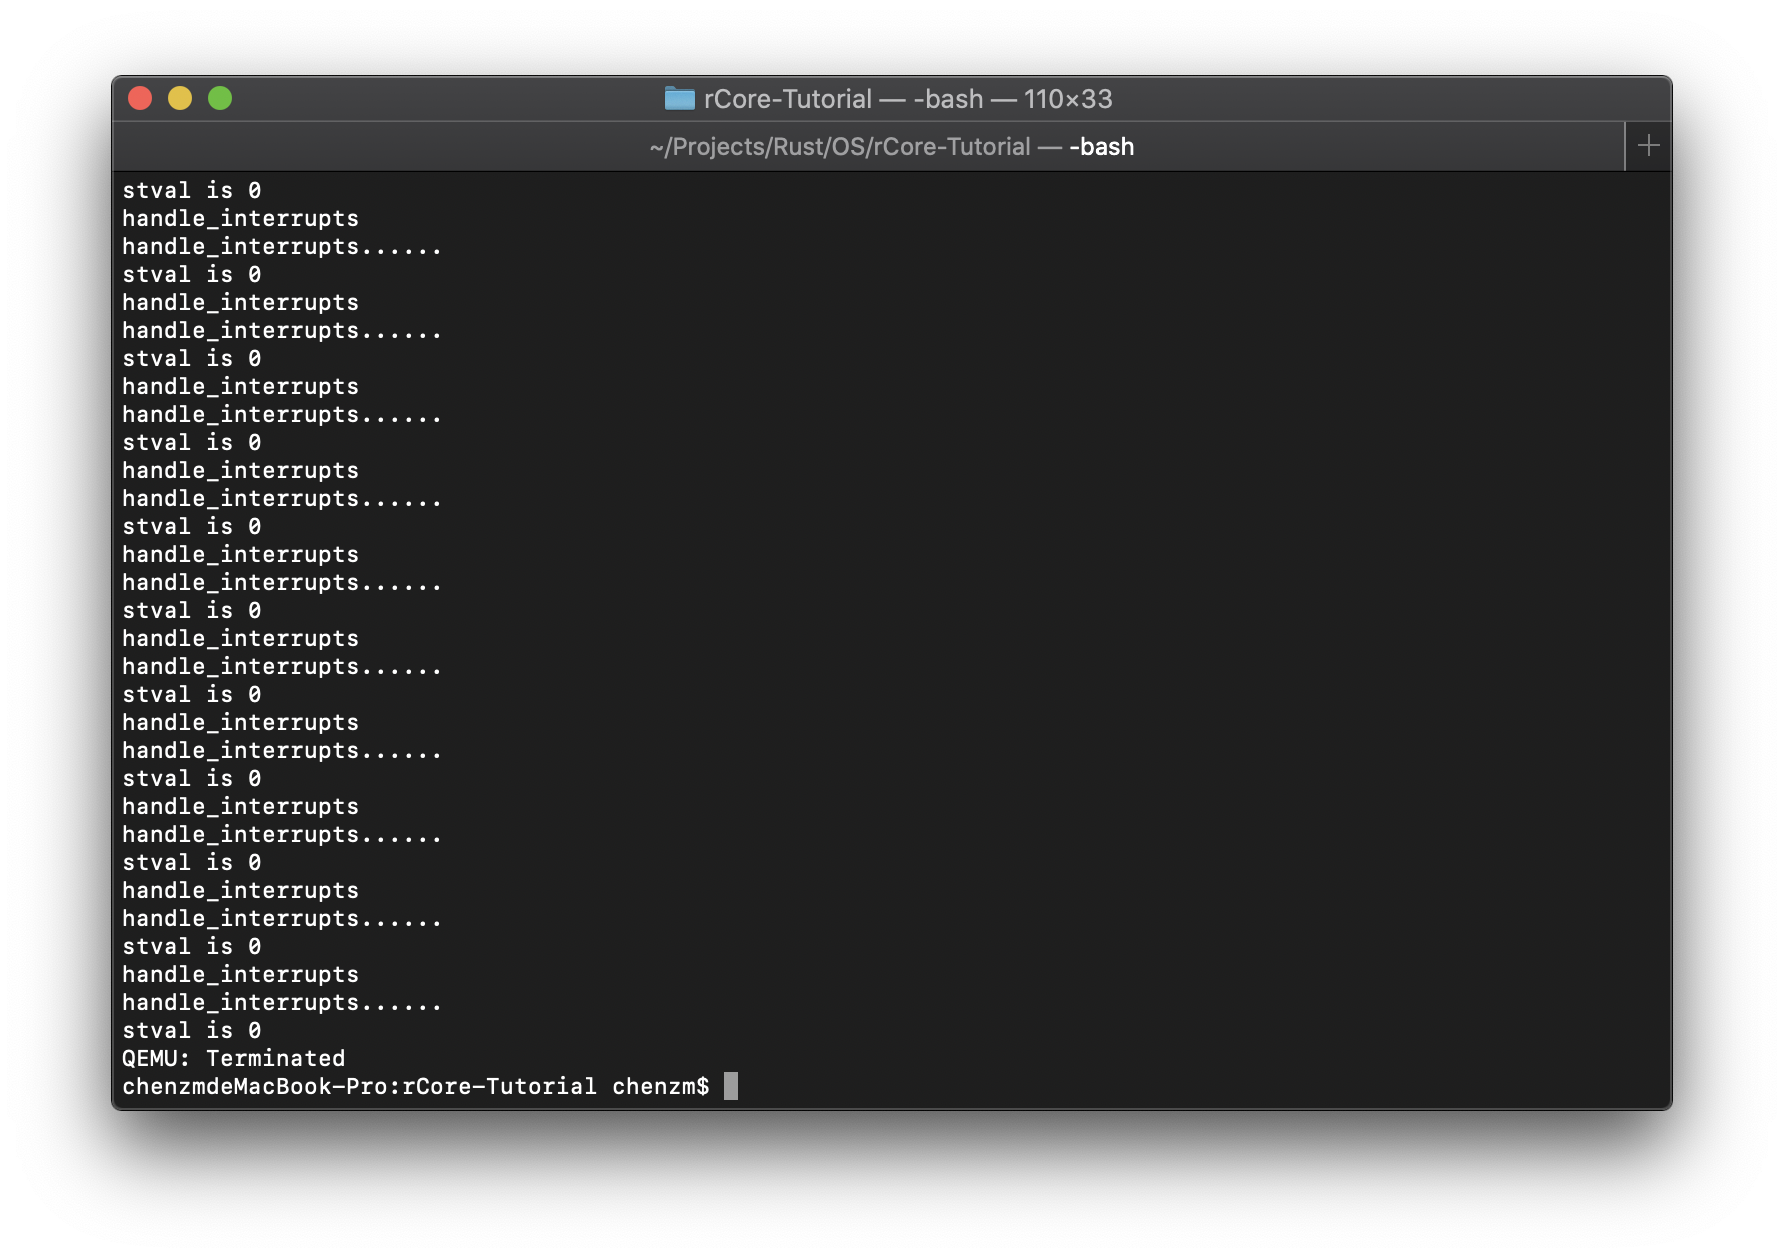 rCore-Tutorial — -bash — 110×33
~/Projects/Rust/OS/rCore-Tutorial — -bash
stval is 0
handle_interrupts
handle_interrupts......
stval is 0
handle_interrupts
handle_interrupts......
stval is 0
handle_interrupts
handle_interrupts......
stval is 0
handle_interrupts
handle_interrupts......
stval is 0
handle_interrupts
handle_interrupts......
stval is 0
handle_interrupts
handle_interrupts......
stval is 0
handle_interrupts
handle_interrupts......
stval is 0
handle_interrupts
handle_interrupts......
stval is 0
handle_interrupts
handle_interrupts......
stval is 0
handle_interrupts
handle_interrupts......
stval is 0
QEMU: Terminated
chenzmdeMacBook-Pro:rCore-Tutorial chenzm$